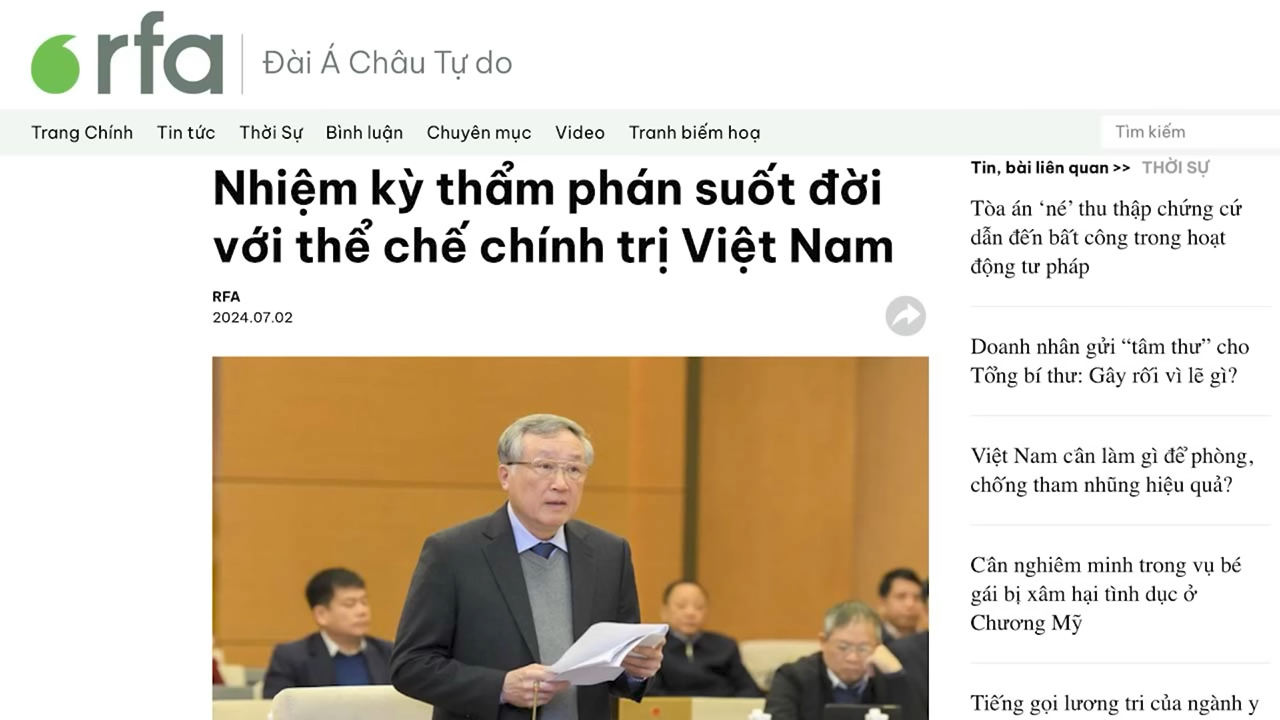 rfa Đài Á Châu Tự do
Trang Chính Tin tức Thời Sự Bình luận Chuyên mục Video Tranh biếm hoạ Tìm kiếm
Nhiệm kỳ thẩm phán suốt đời
với thể chế chính trị Việt Nam
RFA
2024.07.02
Tin, bài liên quan >> THỜI SỰ
Tòa án ‘né’ thu thập chứng cứ
dẫn đến bất công trong hoạt
động tư pháp
Doanh nhân gửi “tâm thư” cho
Tổng bí thư: Gây rối vì lẽ gì?
Việt Nam cần làm gì để phòng,
chống tham nhũng hiệu quả?
Cần nghiêm minh trong vụ bé
gái bị xâm hại tình dục ở
Chương Mỹ
Tiếng gọi lương tri của ngành y